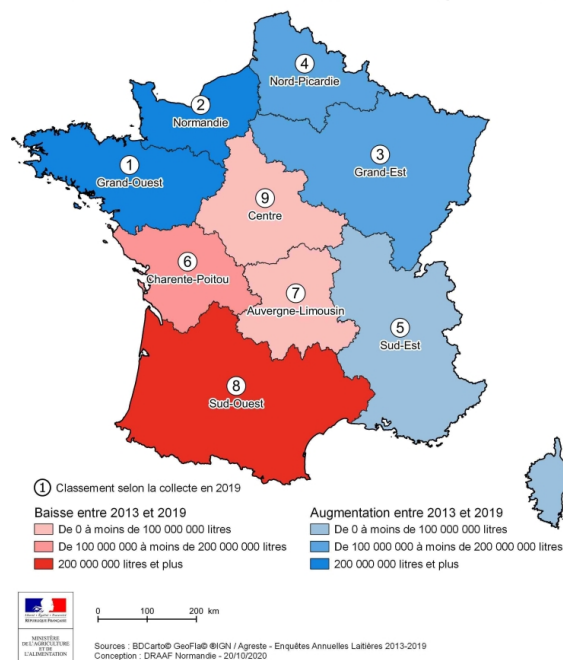 4
Nord-Picardie
2
Normandie
3
Grand-Est
1
Grand-Ouest
9
Centre
6
Charente-Poitou
7
Auvergne-Limousin
5
Sud-Est
8
Sud-Ouest
1 Classement selon la collecte en 2019
Baisse entre 2013 et 2019
De 0 à moins de 100 000 000 litres
De 100 000 000 à moins de 200 000 000 litres
200 000 000 litres et plus
Augmentation entre 2013 et 2019
De 0 à moins de 100 000 000 litres
De 100 000 000 à moins de 200 000 000 litres
200 000 000 litres et plus
RÉPUBLIQUE FRANÇAISE
MINISTÈRE
DE L'AGRICULTURE
ET DE
L'ALIMENTATION
0 100 200 km
Sources : BDCarto© GeoFla© ®IGN / Agreste - Enquêtes Annuelles Laitières 2013-2019
Conception : DRAAF Normandie - 20/10/2020